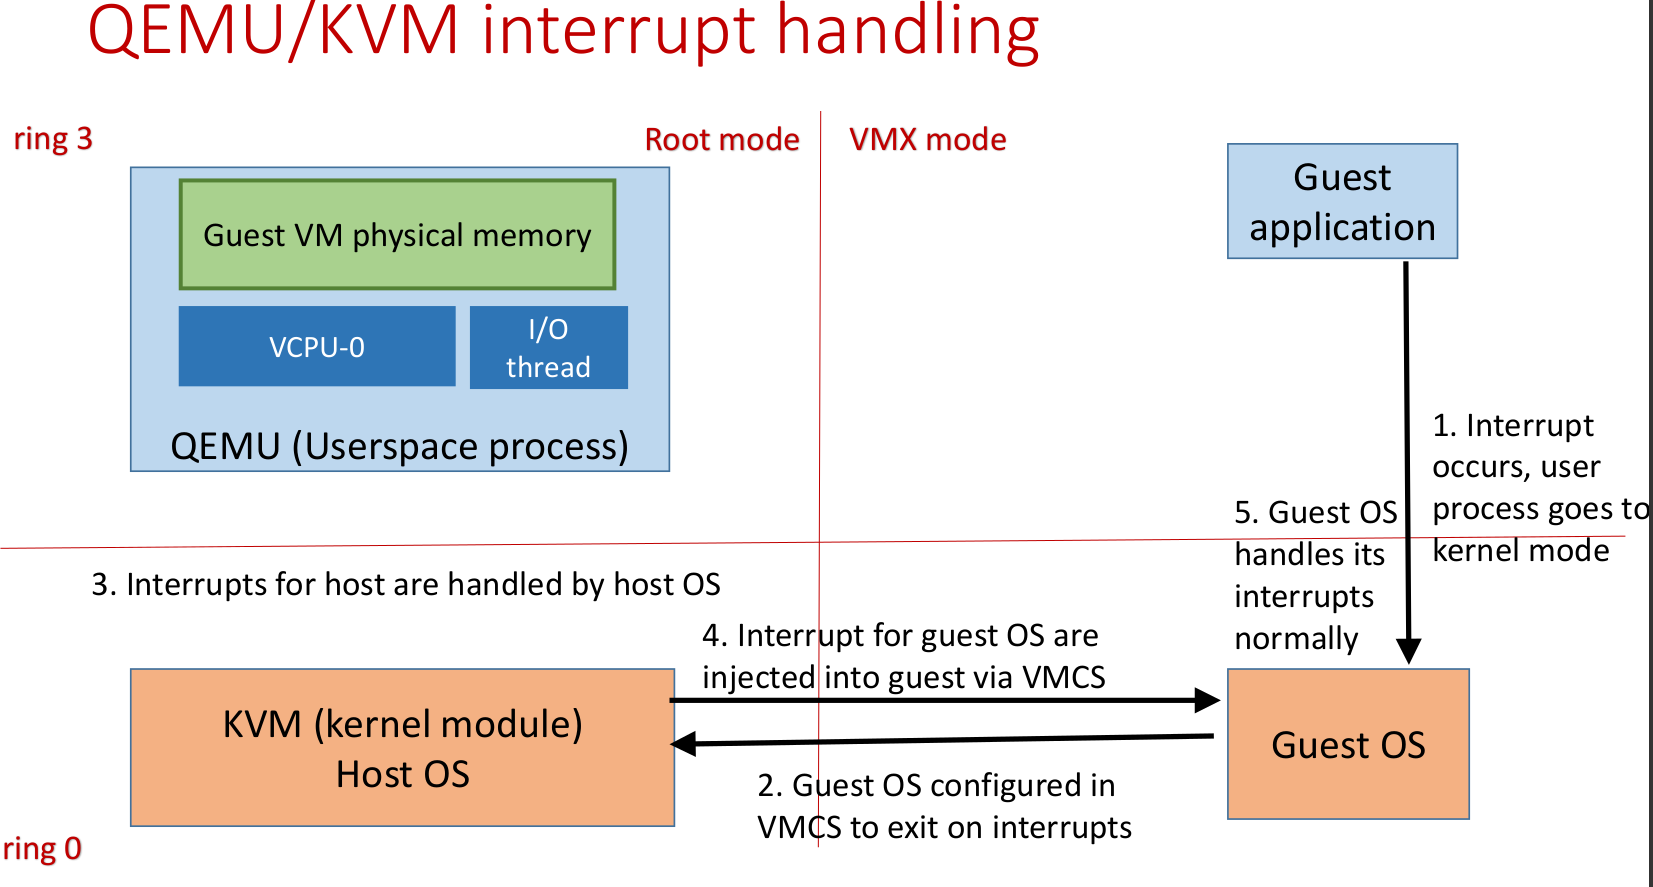 QEMU/KVM interrupt handling
ring 3
Root mode
VMX mode
Guest VM physical memory
VCPU-0
I/O
thread
QEMU (Userspace process)
Guest
application
1. Interrupt
occurs, user
process goes to
kernel mode
5. Guest OS
handles its
interrupts
normally
3. Interrupts for host are handled by host OS
4. Interrupt for guest OS are
injected into guest via VMCS
KVM (kernel module)
Host OS
Guest OS
2. Guest OS configured in
VMCS to exit on interrupts
ring 0